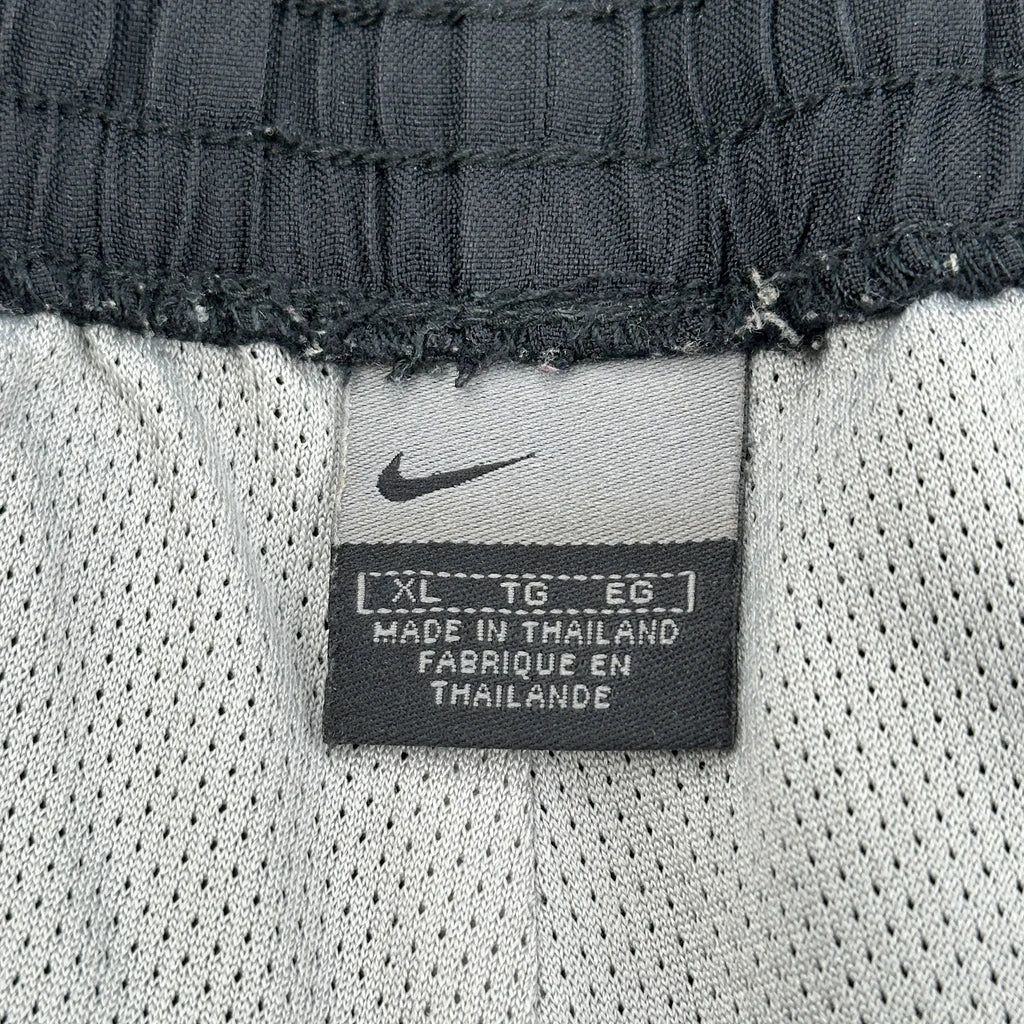 XL TG EG
MADE IN THAILAND
FABRIQUE EN
THAILANDE